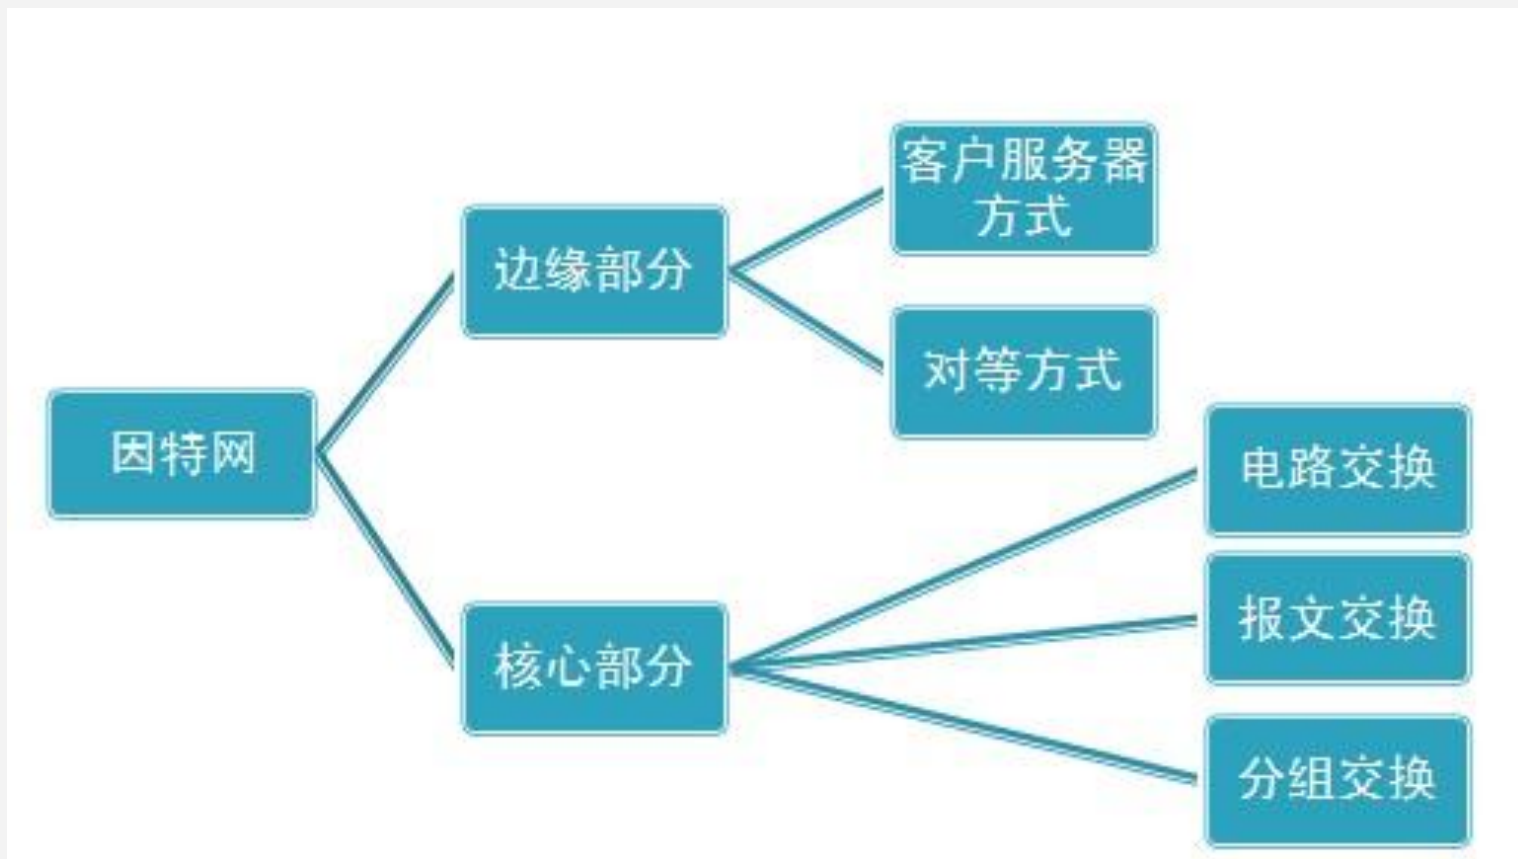 因特网
边缘部分
客户服务器
方式
对等方式
核心部分
电路交换
报文交换
分组交换